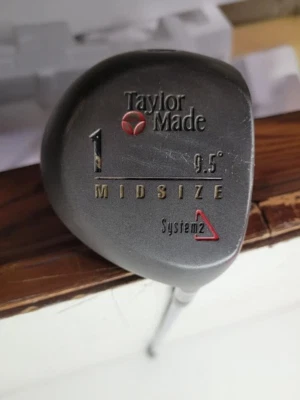 Taylor
Made
1 9.5°
MIDSIZE
System2